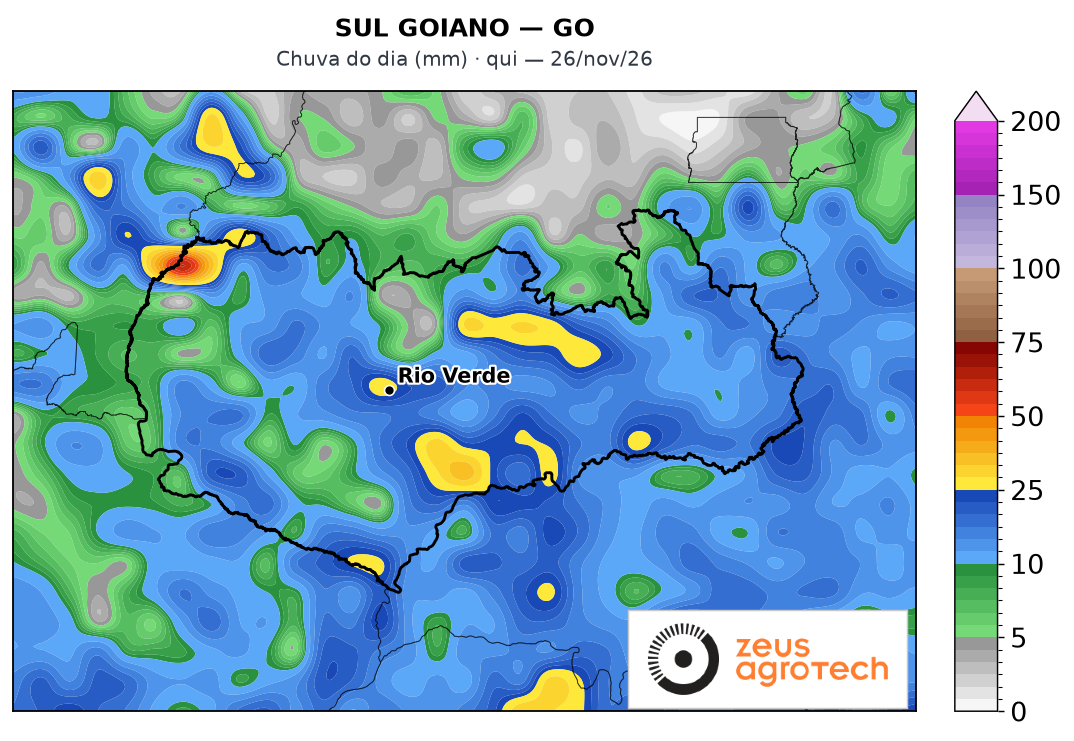 SUL GOIANO — GO
Chuva do dia (mm) · qui — 26/nov/26
Rio Verde
200
150
100
75
50
25
10
5
0
zeus
agrotech